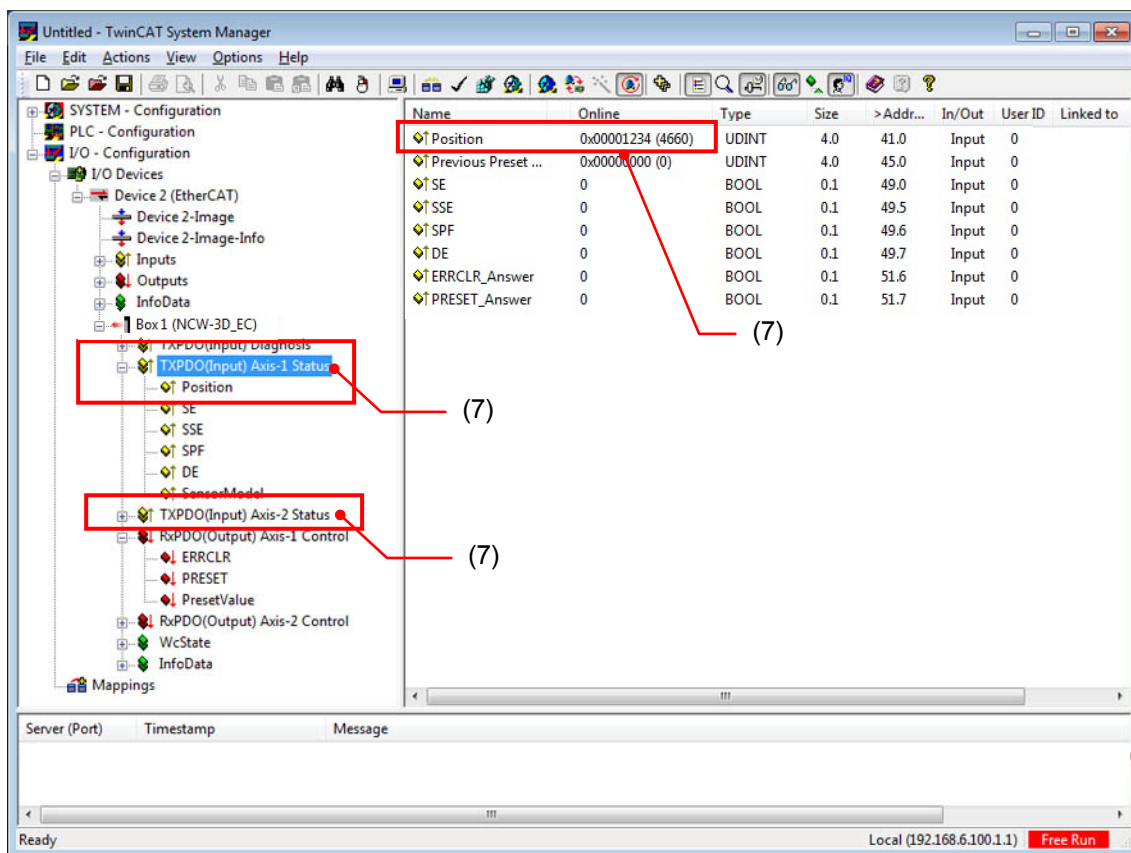 Untitled - TwinCAT System Manager
File Edit Actions View Options Help
SYSTEM - Configuration
PLC - Configuration
I/O - Configuration
I/O Devices
Device 2 (EtherCAT)
Device 2-Image
Device 2-Image-Info
Inputs
Outputs
InfoData
Box 1 (NCW-3D_EC)
TXPDO(Input) Diagnosis
TXPDO(Input) Axis-1 Status
Position
SE
SSE
SPF
DE
SensorModel
TXPDO(Input) Axis-2 Status
RxPDO(Output) Axis-1 Control
ERRCLR
PRESET
PresetValue
RxPDO(Output) Axis-2 Control
WcState
InfoData
Mappings
Name Online Type Size >Addr... In/Out User ID Linked to
Position 0x00001234 (4660) UDINT 4.0 41.0 Input 0
Previous Preset ... 0x00000000 (0) UDINT 4.0 45.0 Input 0
SE 0 BOOL 0.1 49.0 Input 0
SSE 0 BOOL 0.1 49.5 Input 0
SPF 0 BOOL 0.1 49.6 Input 0
DE 0 BOOL 0.1 49.7 Input 0
ERRCLR_Answer 0 BOOL 0.1 51.6 Input 0
PRESET_Answer 0 BOOL 0.1 51.7 Input 0
(7)
(7)
(7)
Server (Port) Timestamp Message
Ready Local (192.168.6.100.1.1) Free Run